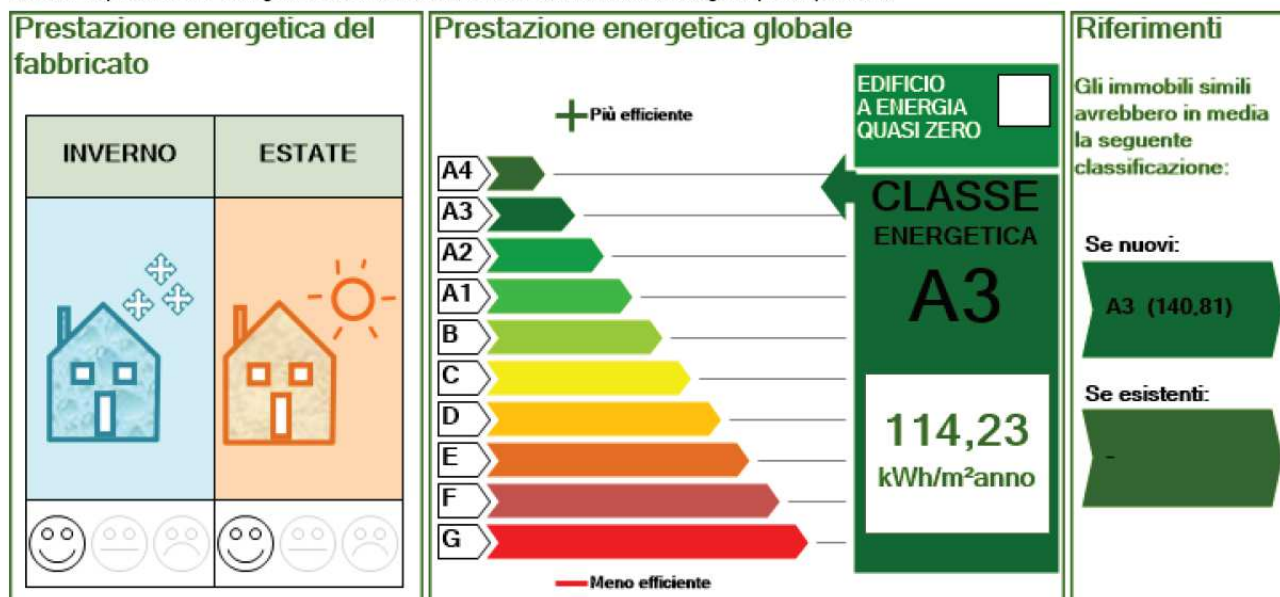 Prestazione energetica del
fabbricato
INVERNO
ESTATE
Prestazione energetica globale
Più efficiente
A4
A3
A2
A1
B
C
D
E
F
G
Meno efficiente
EDIFICIO
A ENERGIA
QUASI ZERO
CLASSE
ENERGETICA
A3
114,23
kWh/m²anno
Riferimenti
Gli immobili simili
avrebbero in media
la seguente
classificazione:
Se nuovi:
A3 (140,81)
Se esistenti:
-